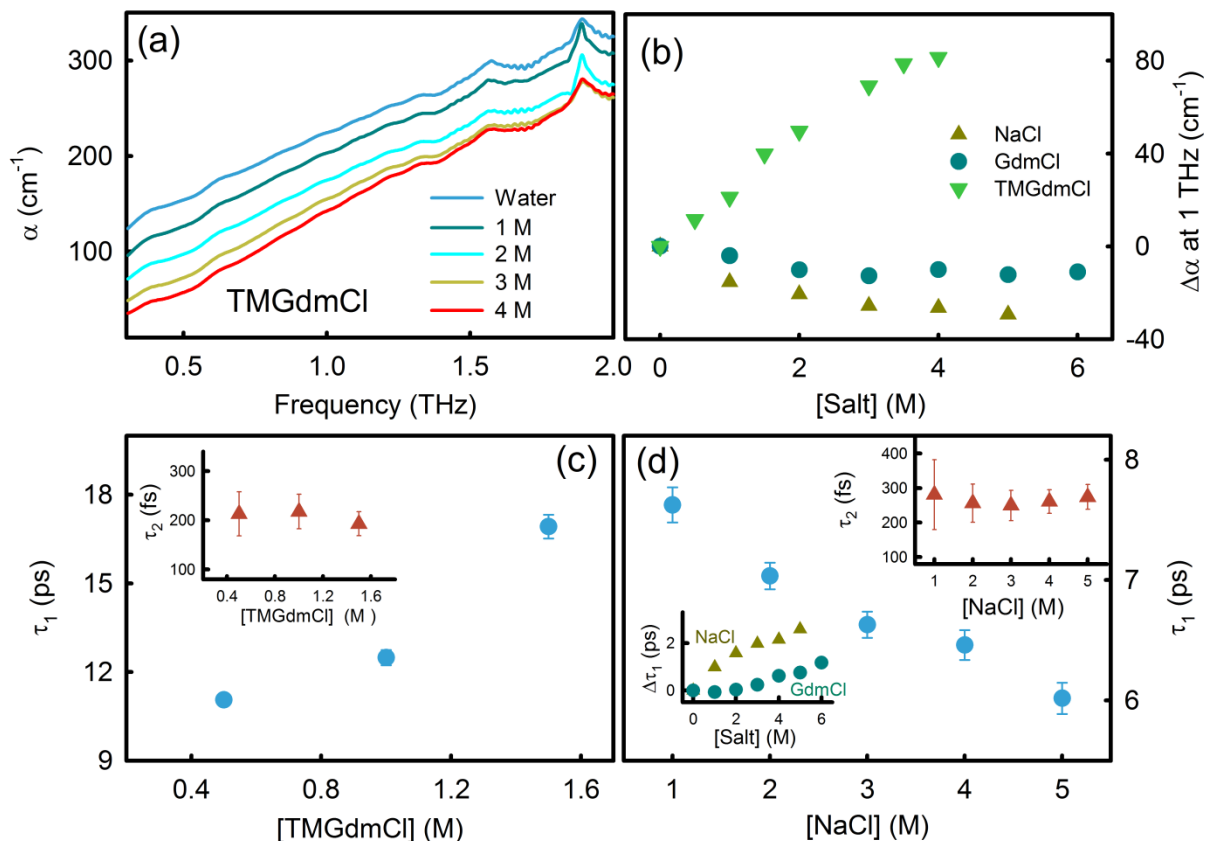 (a)
300
200
100
α (cm⁻¹)
Water
1 M
2 M
3 M
4 M
TMGdmCl
0.5
1.0
1.5
2.0
Frequency (THz)
(b)
80
40
0
-40
Δα at 1 THz (cm⁻¹)
NaCl
GdmCl
TMGdmCl
0
2
4
6
[Salt] (M)
(c)
18
15
12
9
τ₁ (ps)
300
200
100
τ₂ (fs)
0.4
0.8
1.2
1.6
[TMGdmCl] (M )
0.4
0.8
1.2
1.6
[TMGdmCl] (M)
(d)
8
7
6
τ₁ (ps)
400
300
200
100
τ₂ (fs)
1
2
3
4
5
[NaCl] (M)
2
0
Δτ₁ (ps)
NaCl
GdmCl
0
2
4
6
[Salt] (M)
1
2
3
4
5
[NaCl] (M)